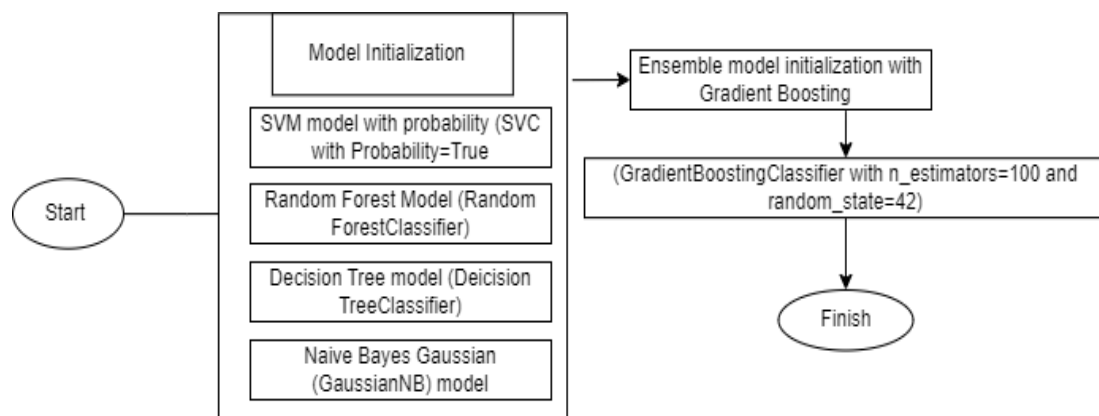 Start
Model Initialization
SVM model with probability (SVC
with Probability=True
Random Forest Model (Random
ForestClassifier)
Decision Tree model (Deicision
TreeClassifier)
Naive Bayes Gaussian
(GaussianNB) model
Ensemble model initialization with
Gradient Boosting
(GradientBoostingClassifier with n_estimators=100 and
random_state=42)
Finish